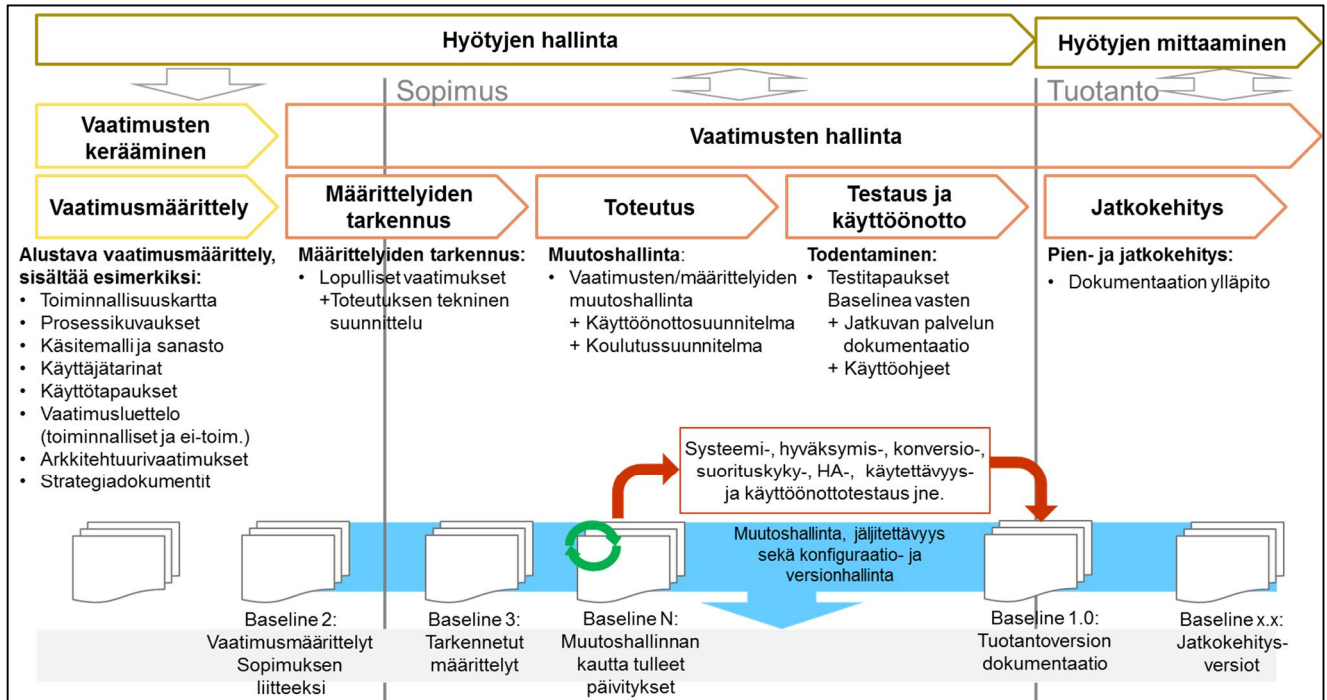 Hyötyjen hallinta
Hyötyjen mittaaminen
Sopimus
Tuotanto
Vaatimusten
kerääminen
Vaatimusten hallinta
Vaatimusmäärittely
Määrittelyiden
tarkennus
Toteutus
Testaus ja
käyttöönotto
Jatkokehitys
Alustava vaatimusmäärittely,
sisältää esimerkiksi:
• Toiminnallisuuskartta
• Prosessikuvaukset
• Käsitemalli ja sanasto
• Käyttäjätarinat
• Käyttötapaukset
• Vaatimusluettelo
(toiminnalliset ja ei-toim.)
• Arkkitehtuurivaatimukset
• Strategiadokumentit
Määrittelyiden tarkennus:
• Lopulliset vaatimukset
+Toteutuksen tekninen
suunnittelu
Muutoshallinta:
• Vaatimusten/määrittelyiden
muutoshallinta
+ Käyttöönottosuunnitelma
+ Koulutussuunnitelma
Todentaminen:
• Testitapaukset
Baselinea vasten
+ Jatkuvan palvelun
dokumentaatio
+ Käyttöohjeet
Pien- ja jatkokehitys:
• Dokumentaation ylläpito
Systeemi-, hyväksymis-, konversio-,
suorituskyky-, HA-, käytettävyys-
ja käyttöönottotestaus jne.
Muutoshallinta, jäljitettävyys
sekä konfiguraatio- ja
versionhallinta
Baseline 2:
Vaatimusmäärittelyt
Sopimuksen
liitteeksi
Baseline 3:
Tarkennetut
määrittelyt
Baseline N:
Muutoshallinnan
kautta tulleet
päivitykset
Baseline 1.0:
Tuotantoversion
dokumentaatio
Baseline x.x:
Jatkokehitys-
versiot